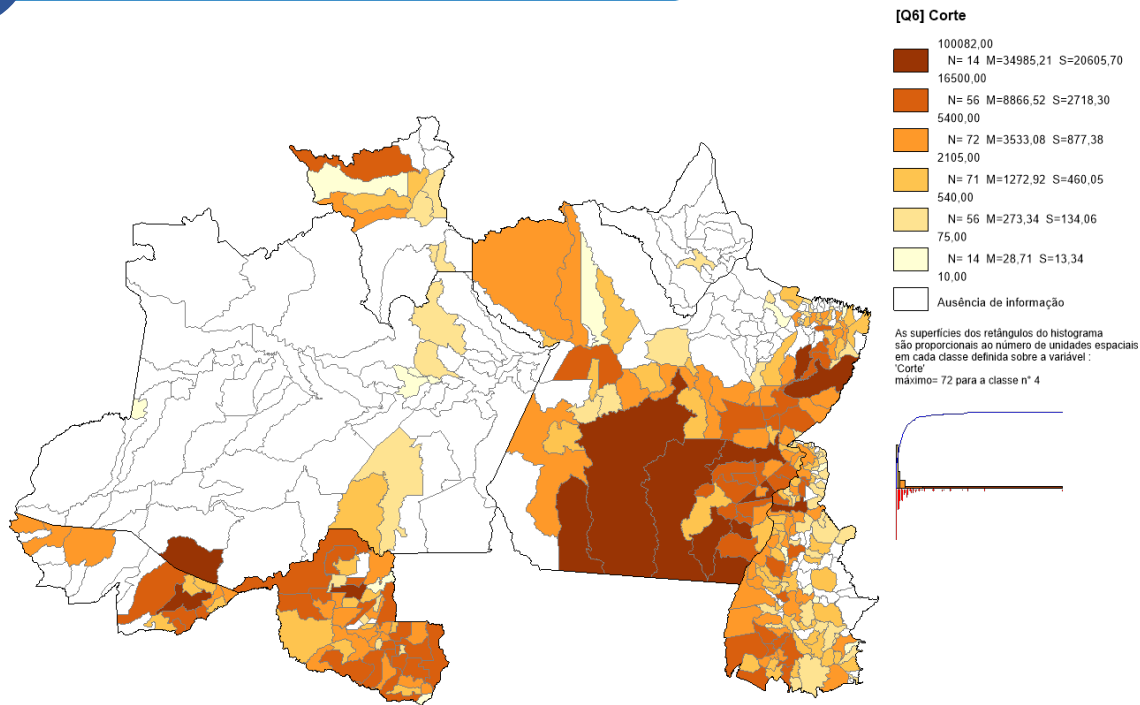 [Q6] Corte
100082,00
N= 14 M=34985,21 S=20605,70
16500,00
N= 56 M=8866,52 S=2718,30
5400,00
N= 72 M=3533,08 S=877,38
2105,00
N= 71 M=1272,92 S=460,05
540,00
N= 56 M=273,34 S=134,06
75,00
N= 14 M=28,71 S=13,34
10,00
Ausência de informação
As superfícies dos retângulos do histograma
são proporcionais ao número de unidades espaciais
em cada classe definida sobre a variável :
'Corte'
máximo= 72 para a classe n° 4